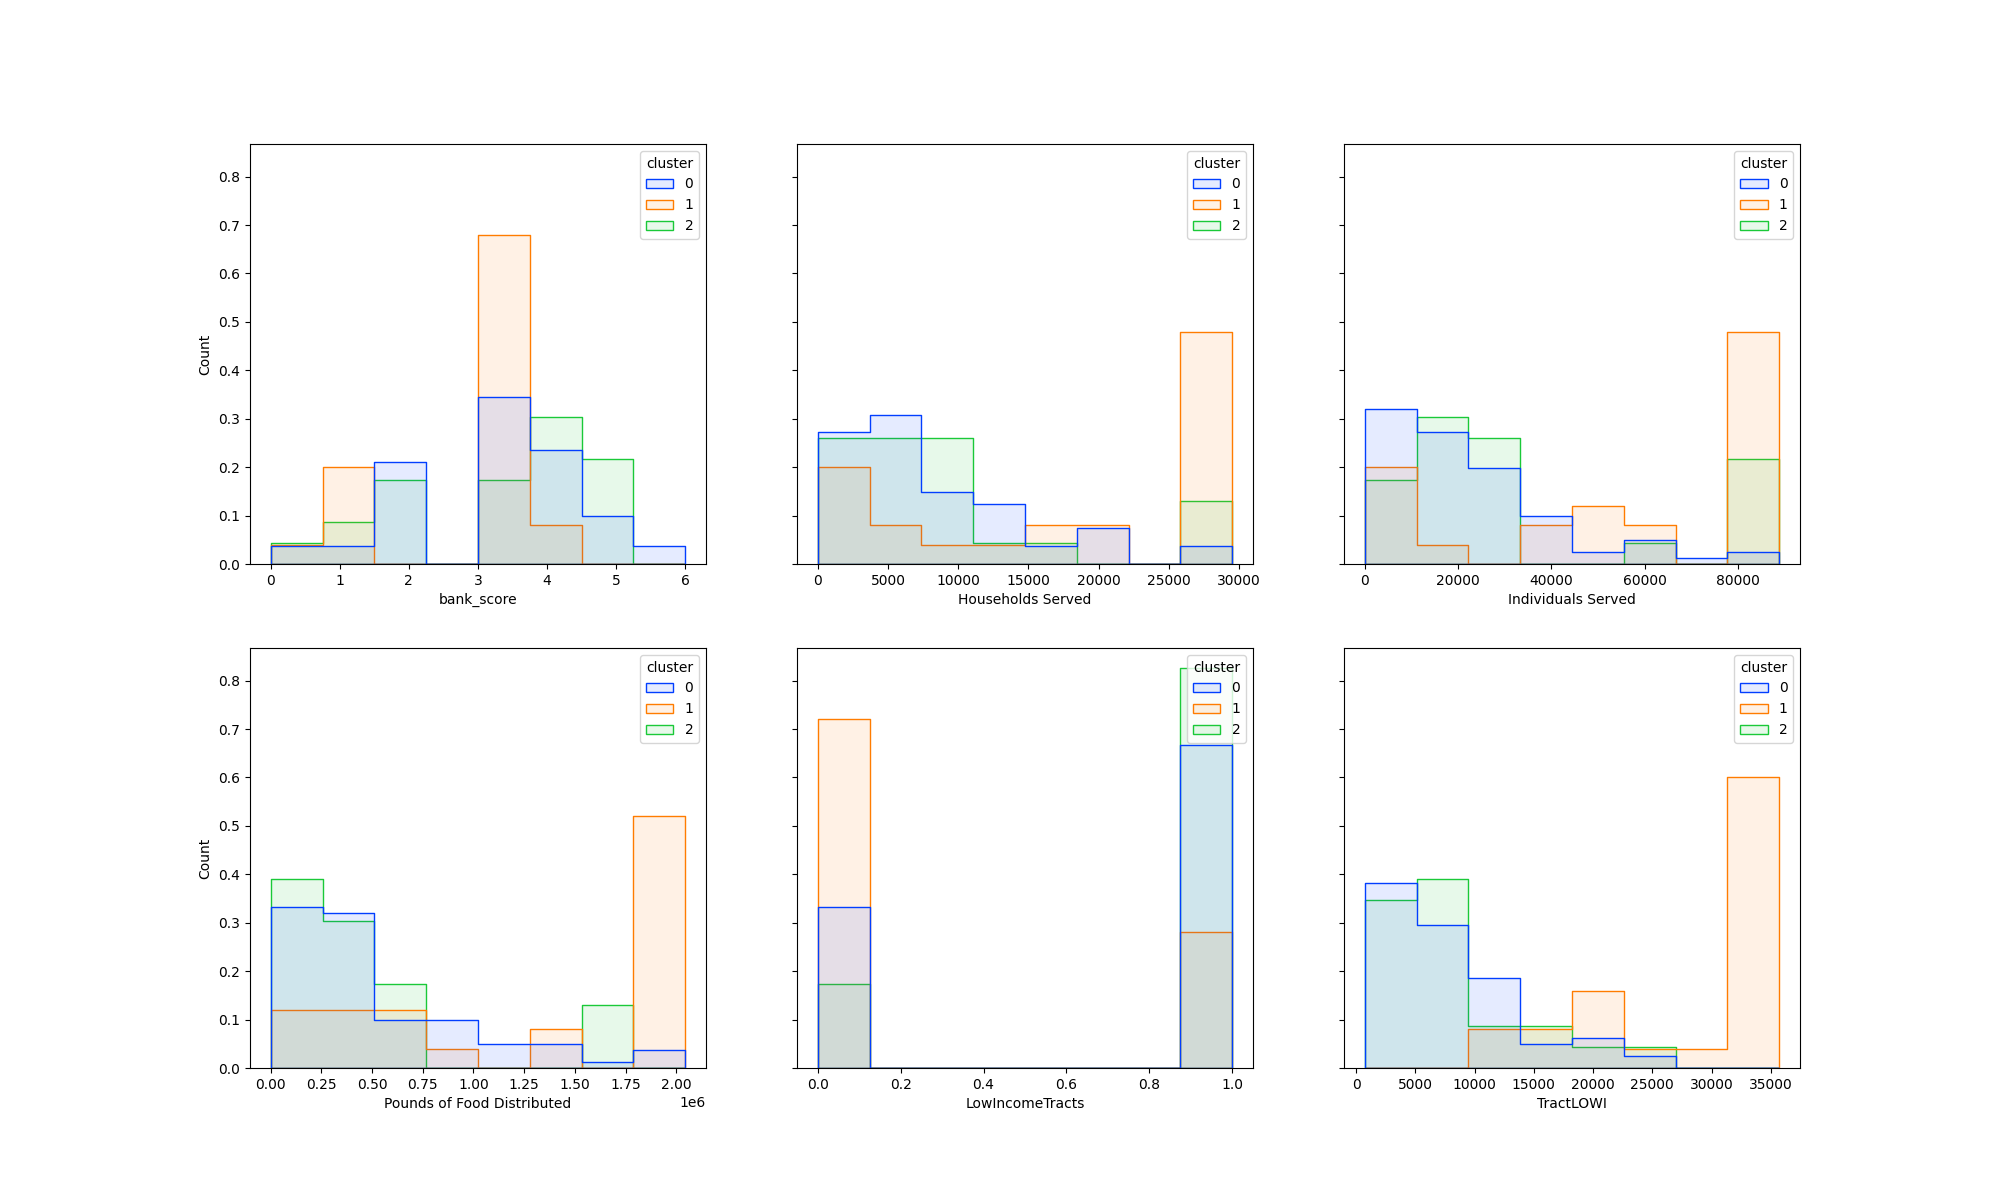 cluster
0
1
2
0.8
0.7
0.6
0.5
0.4
0.3
0.2
0.1
0.0
Count
0 1 2 3 4 5 6
bank_score
cluster
0
1
2
0 5000 10000 15000 20000 25000 30000
Households Served
cluster
0
1
2
0 20000 40000 60000 80000
Individuals Served
cluster
0
1
2
0.8
0.7
0.6
0.5
0.4
0.3
0.2
0.1
0.0
Count
0.00 0.25 0.50 0.75 1.00 1.25 1.50 1.75 2.00
1e6
Pounds of Food Distributed
cluster
0
1
2
0.0 0.2 0.4 0.6 0.8 1.0
LowIncomeTracts
cluster
0
1
2
0 5000 10000 15000 20000 25000 30000 35000
TractLOWI